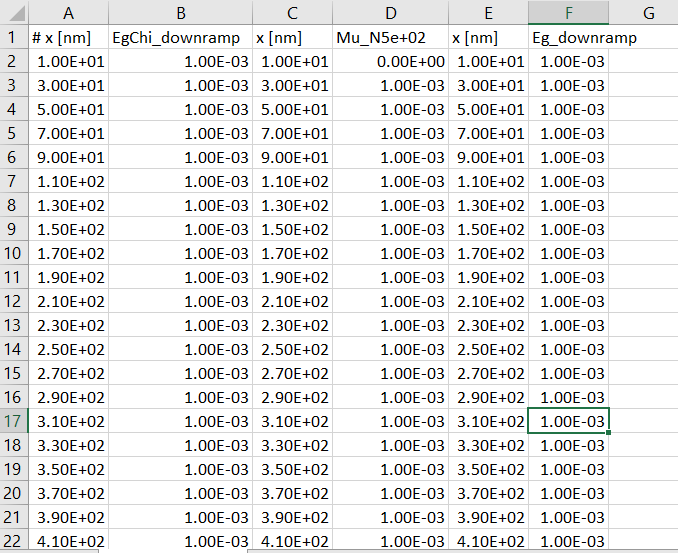 A B C D E F G
1 # x [nm] EgChi_downramp x [nm] Mu_N5e+02 x [nm] Eg_downramp
2 1.00E+01 1.00E-03 1.00E+01 0.00E+00 1.00E+01 1.00E-03
3 3.00E+01 1.00E-03 3.00E+01 1.00E-03 3.00E+01 1.00E-03
4 5.00E+01 1.00E-03 5.00E+01 1.00E-03 5.00E+01 1.00E-03
5 7.00E+01 1.00E-03 7.00E+01 1.00E-03 7.00E+01 1.00E-03
6 9.00E+01 1.00E-03 9.00E+01 1.00E-03 9.00E+01 1.00E-03
7 1.10E+02 1.00E-03 1.10E+02 1.00E-03 1.10E+02 1.00E-03
8 1.30E+02 1.00E-03 1.30E+02 1.00E-03 1.30E+02 1.00E-03
9 1.50E+02 1.00E-03 1.50E+02 1.00E-03 1.50E+02 1.00E-03
10 1.70E+02 1.00E-03 1.70E+02 1.00E-03 1.70E+02 1.00E-03
11 1.90E+02 1.00E-03 1.90E+02 1.00E-03 1.90E+02 1.00E-03
12 2.10E+02 1.00E-03 2.10E+02 1.00E-03 2.10E+02 1.00E-03
13 2.30E+02 1.00E-03 2.30E+02 1.00E-03 2.30E+02 1.00E-03
14 2.50E+02 1.00E-03 2.50E+02 1.00E-03 2.50E+02 1.00E-03
15 2.70E+02 1.00E-03 2.70E+02 1.00E-03 2.70E+02 1.00E-03
16 2.90E+02 1.00E-03 2.90E+02 1.00E-03 2.90E+02 1.00E-03
17 3.10E+02 1.00E-03 3.10E+02 1.00E-03 3.10E+02 1.00E-03
18 3.30E+02 1.00E-03 3.30E+02 1.00E-03 3.30E+02 1.00E-03
19 3.50E+02 1.00E-03 3.50E+02 1.00E-03 3.50E+02 1.00E-03
20 3.70E+02 1.00E-03 3.70E+02 1.00E-03 3.70E+02 1.00E-03
21 3.90E+02 1.00E-03 3.90E+02 1.00E-03 3.90E+02 1.00E-03
22 4.10E+02 1.00E-03 4.10E+02 1.00E-03 4.10E+02 1.00E-03